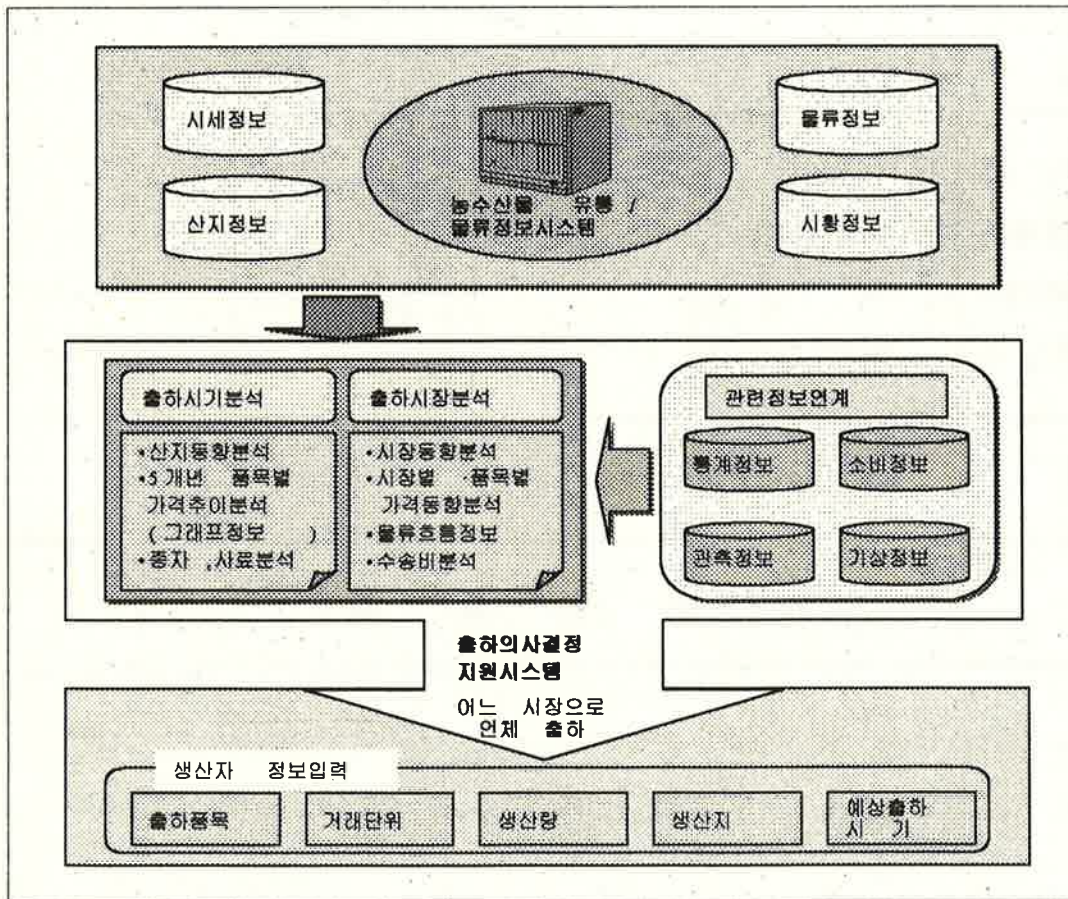 시세정보
물류정보
산지정보
시황정보
농수산물 유통 /
물류정보시스템
출하시기분석
•산지동향분석
•5개년 품목별
가격추이분석
(그래프정보 )
•종자 ,사료분석
출하시장분석
•시장동향분석
•시장별 ·품목별
가격동향분석
•물류흐름정보
•수송비분석
관련정보연계
통계정보
소비정보
관측정보
기상정보
출하의사결정
지원시스템
어느 시장으로
언제 출하
생산자 정보입력
출하품목
거래단위
생산량
생산지
예상출하
시 기